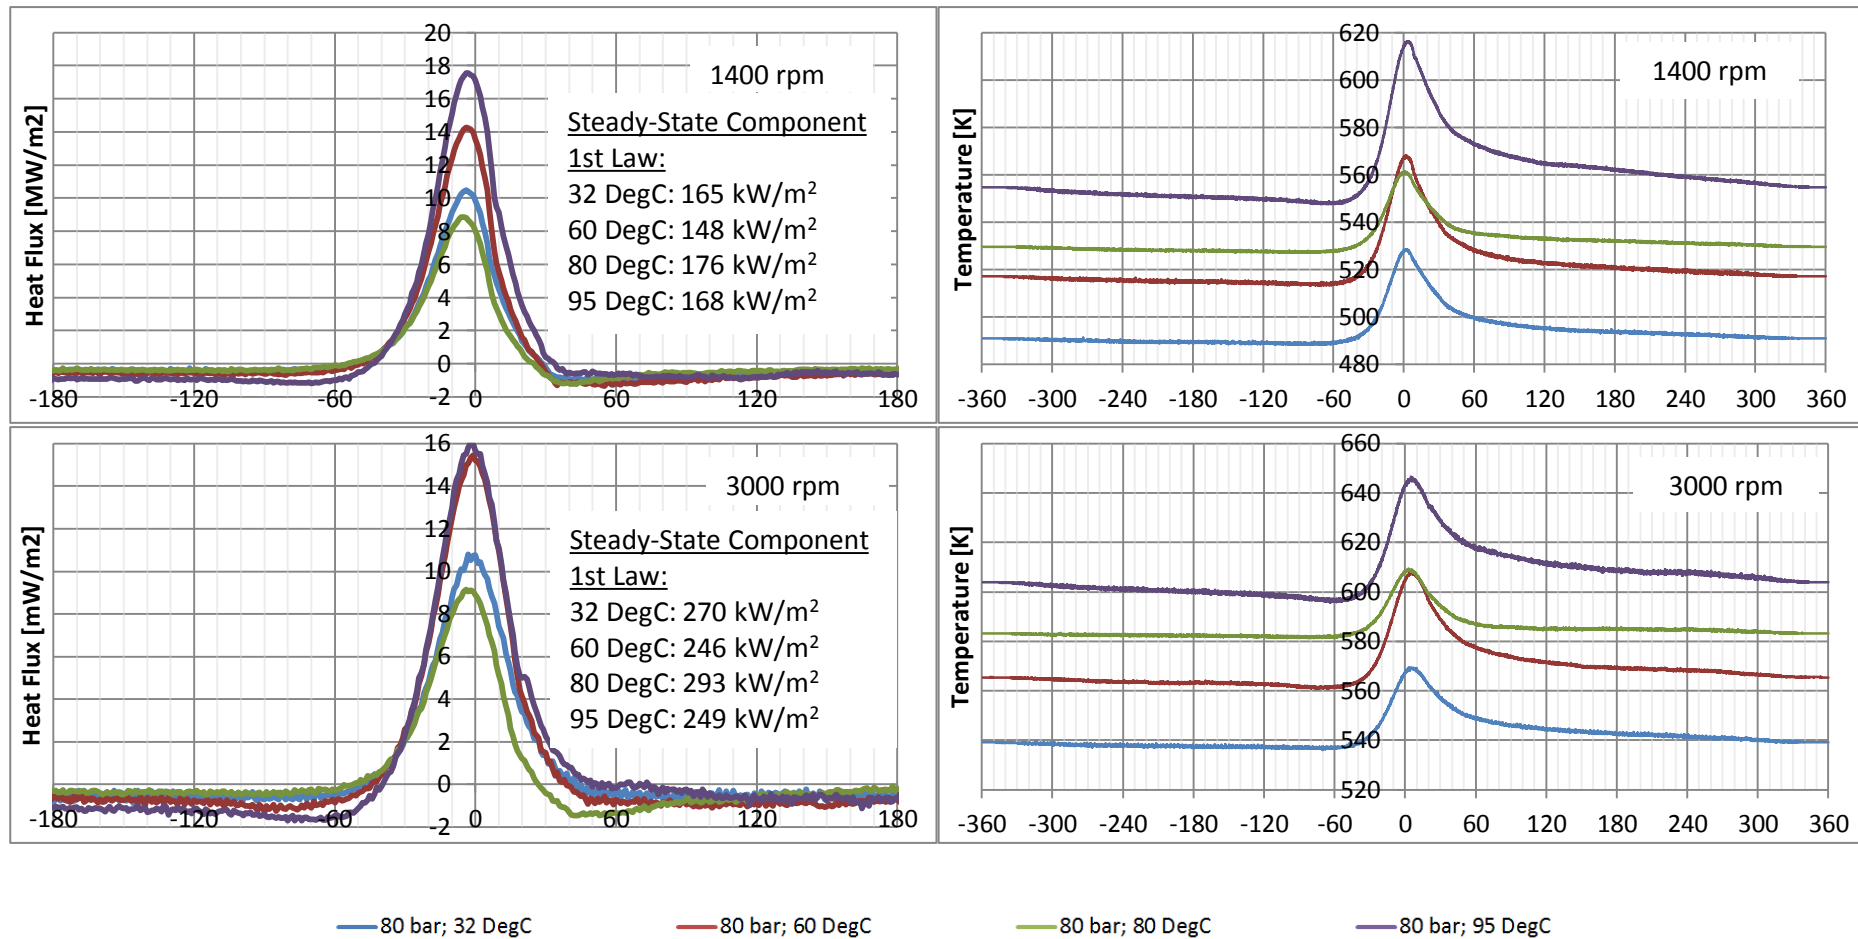 Heat Flux [MW/m2]
20
18
16
14
12
10
8
6
4
2
0
-2
-180 -120 -60 0 60 120 180
1400 rpm
Steady-State Component
1st Law:
32 DegC: 165 kW/m²
60 DegC: 148 kW/m²
80 DegC: 176 kW/m²
95 DegC: 168 kW/m²
Temperature [K]
620
600
580
560
540
520
500
480
-360 -300 -240 -180 -120 -60 0 60 120 180 240 300 360
1400 rpm
Heat Flux [mW/m2]
16
14
12
10
8
6
4
2
0
-2
-180 -120 -60 0 60 120 180
3000 rpm
Steady-State Component
1st Law:
32 DegC: 270 kW/m²
60 DegC: 246 kW/m²
80 DegC: 293 kW/m²
95 DegC: 249 kW/m²
Temperature [K]
660
640
620
600
580
560
540
520
-360 -300 -240 -180 -120 -60 0 60 120 180 240 300 360
3000 rpm
80 bar; 32 DegC 80 bar; 60 DegC 80 bar; 80 DegC 80 bar; 95 DegC